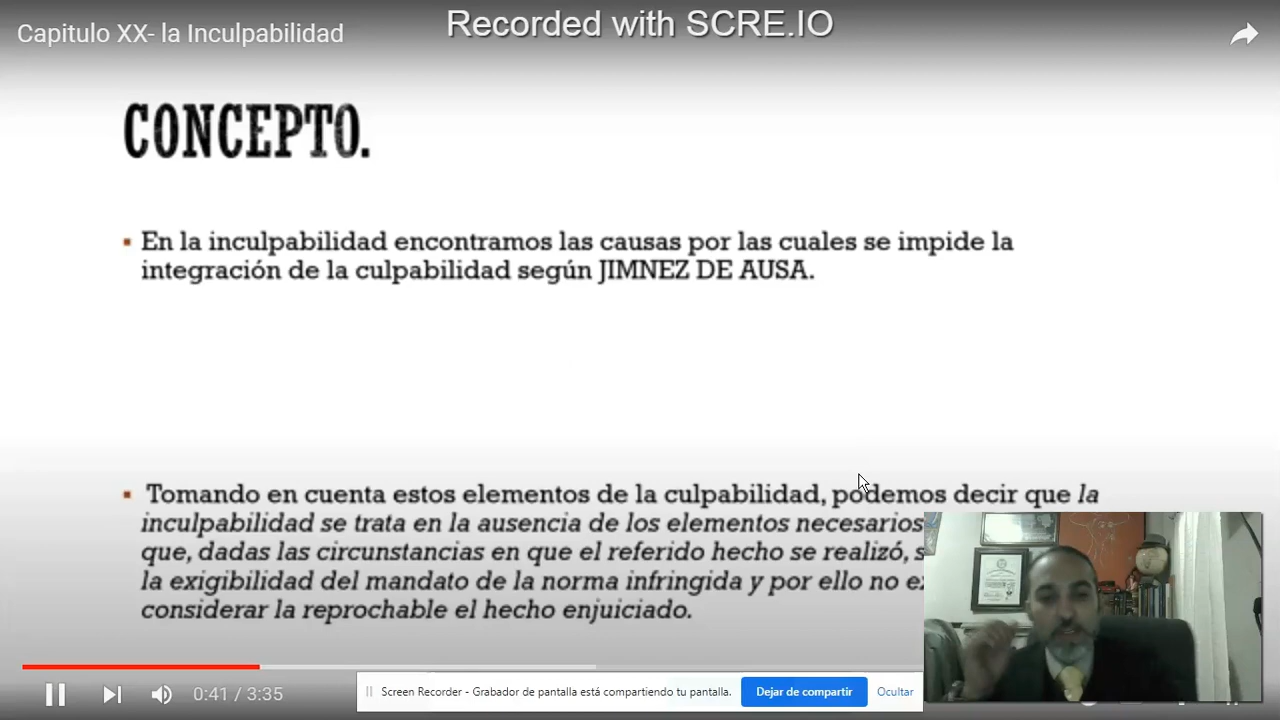 Recorded with SCRE.IO
Capitulo XX- la Inculpabilidad
CONCEPTO.
▪ En la inculpabilidad encontramos las causas por las cuales se impide la
integración de la culpabilidad según JIMNEZ DE AUSA.
▪ Tomando en cuenta estos elementos de la culpabilidad, podemos decir que la
inculpabilidad se trata en la ausencia de los elementos necesarios
que, dadas las circunstancias en que el referido hecho se realizó, s
la exigibilidad del mandato de la norma infringida y por ello no ex
considerar la reprochable el hecho enjuiciado.
0:41 / 3:35
Screen Recorder - Grabador de pantalla está compartiendo tu pantalla.
Dejar de compartir
Ocultar